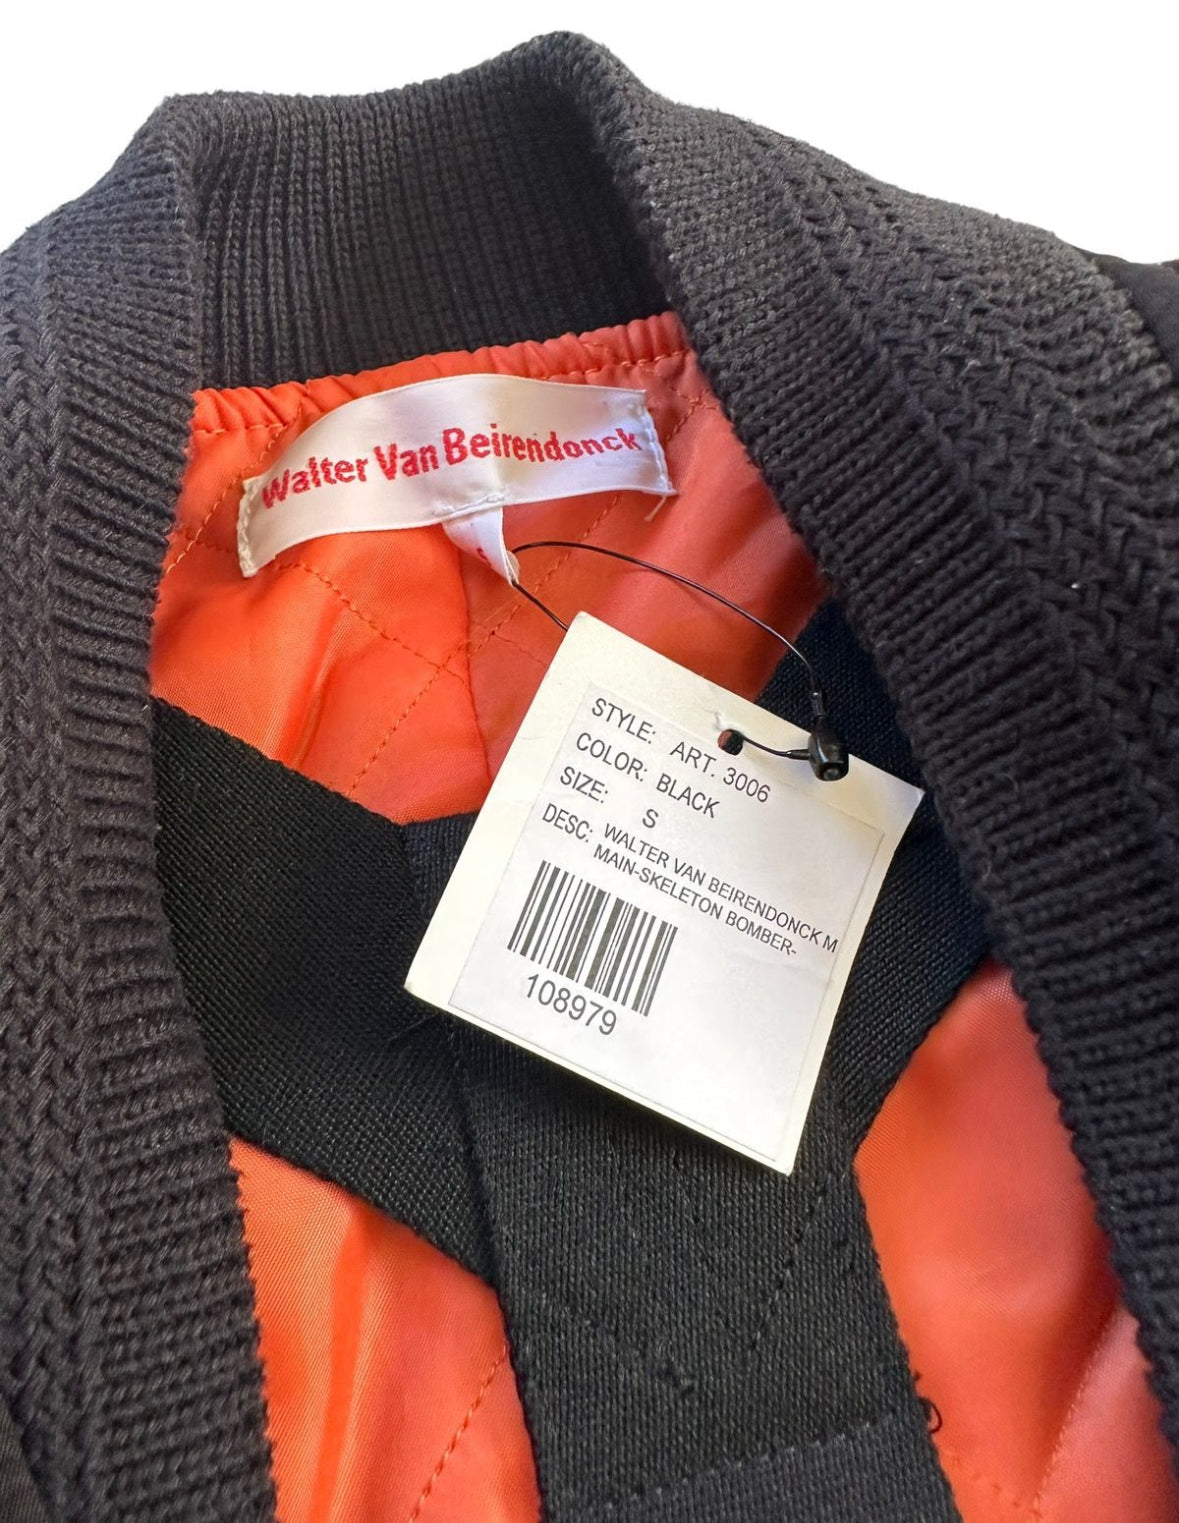 Walter Van Beirendonck
STYLE: ART. 3006
COLOR: BLACK
SIZE: S
DESC: WALTER VAN BEIRENDONCK M
MAIN-SKELETON BOMBER-
108979